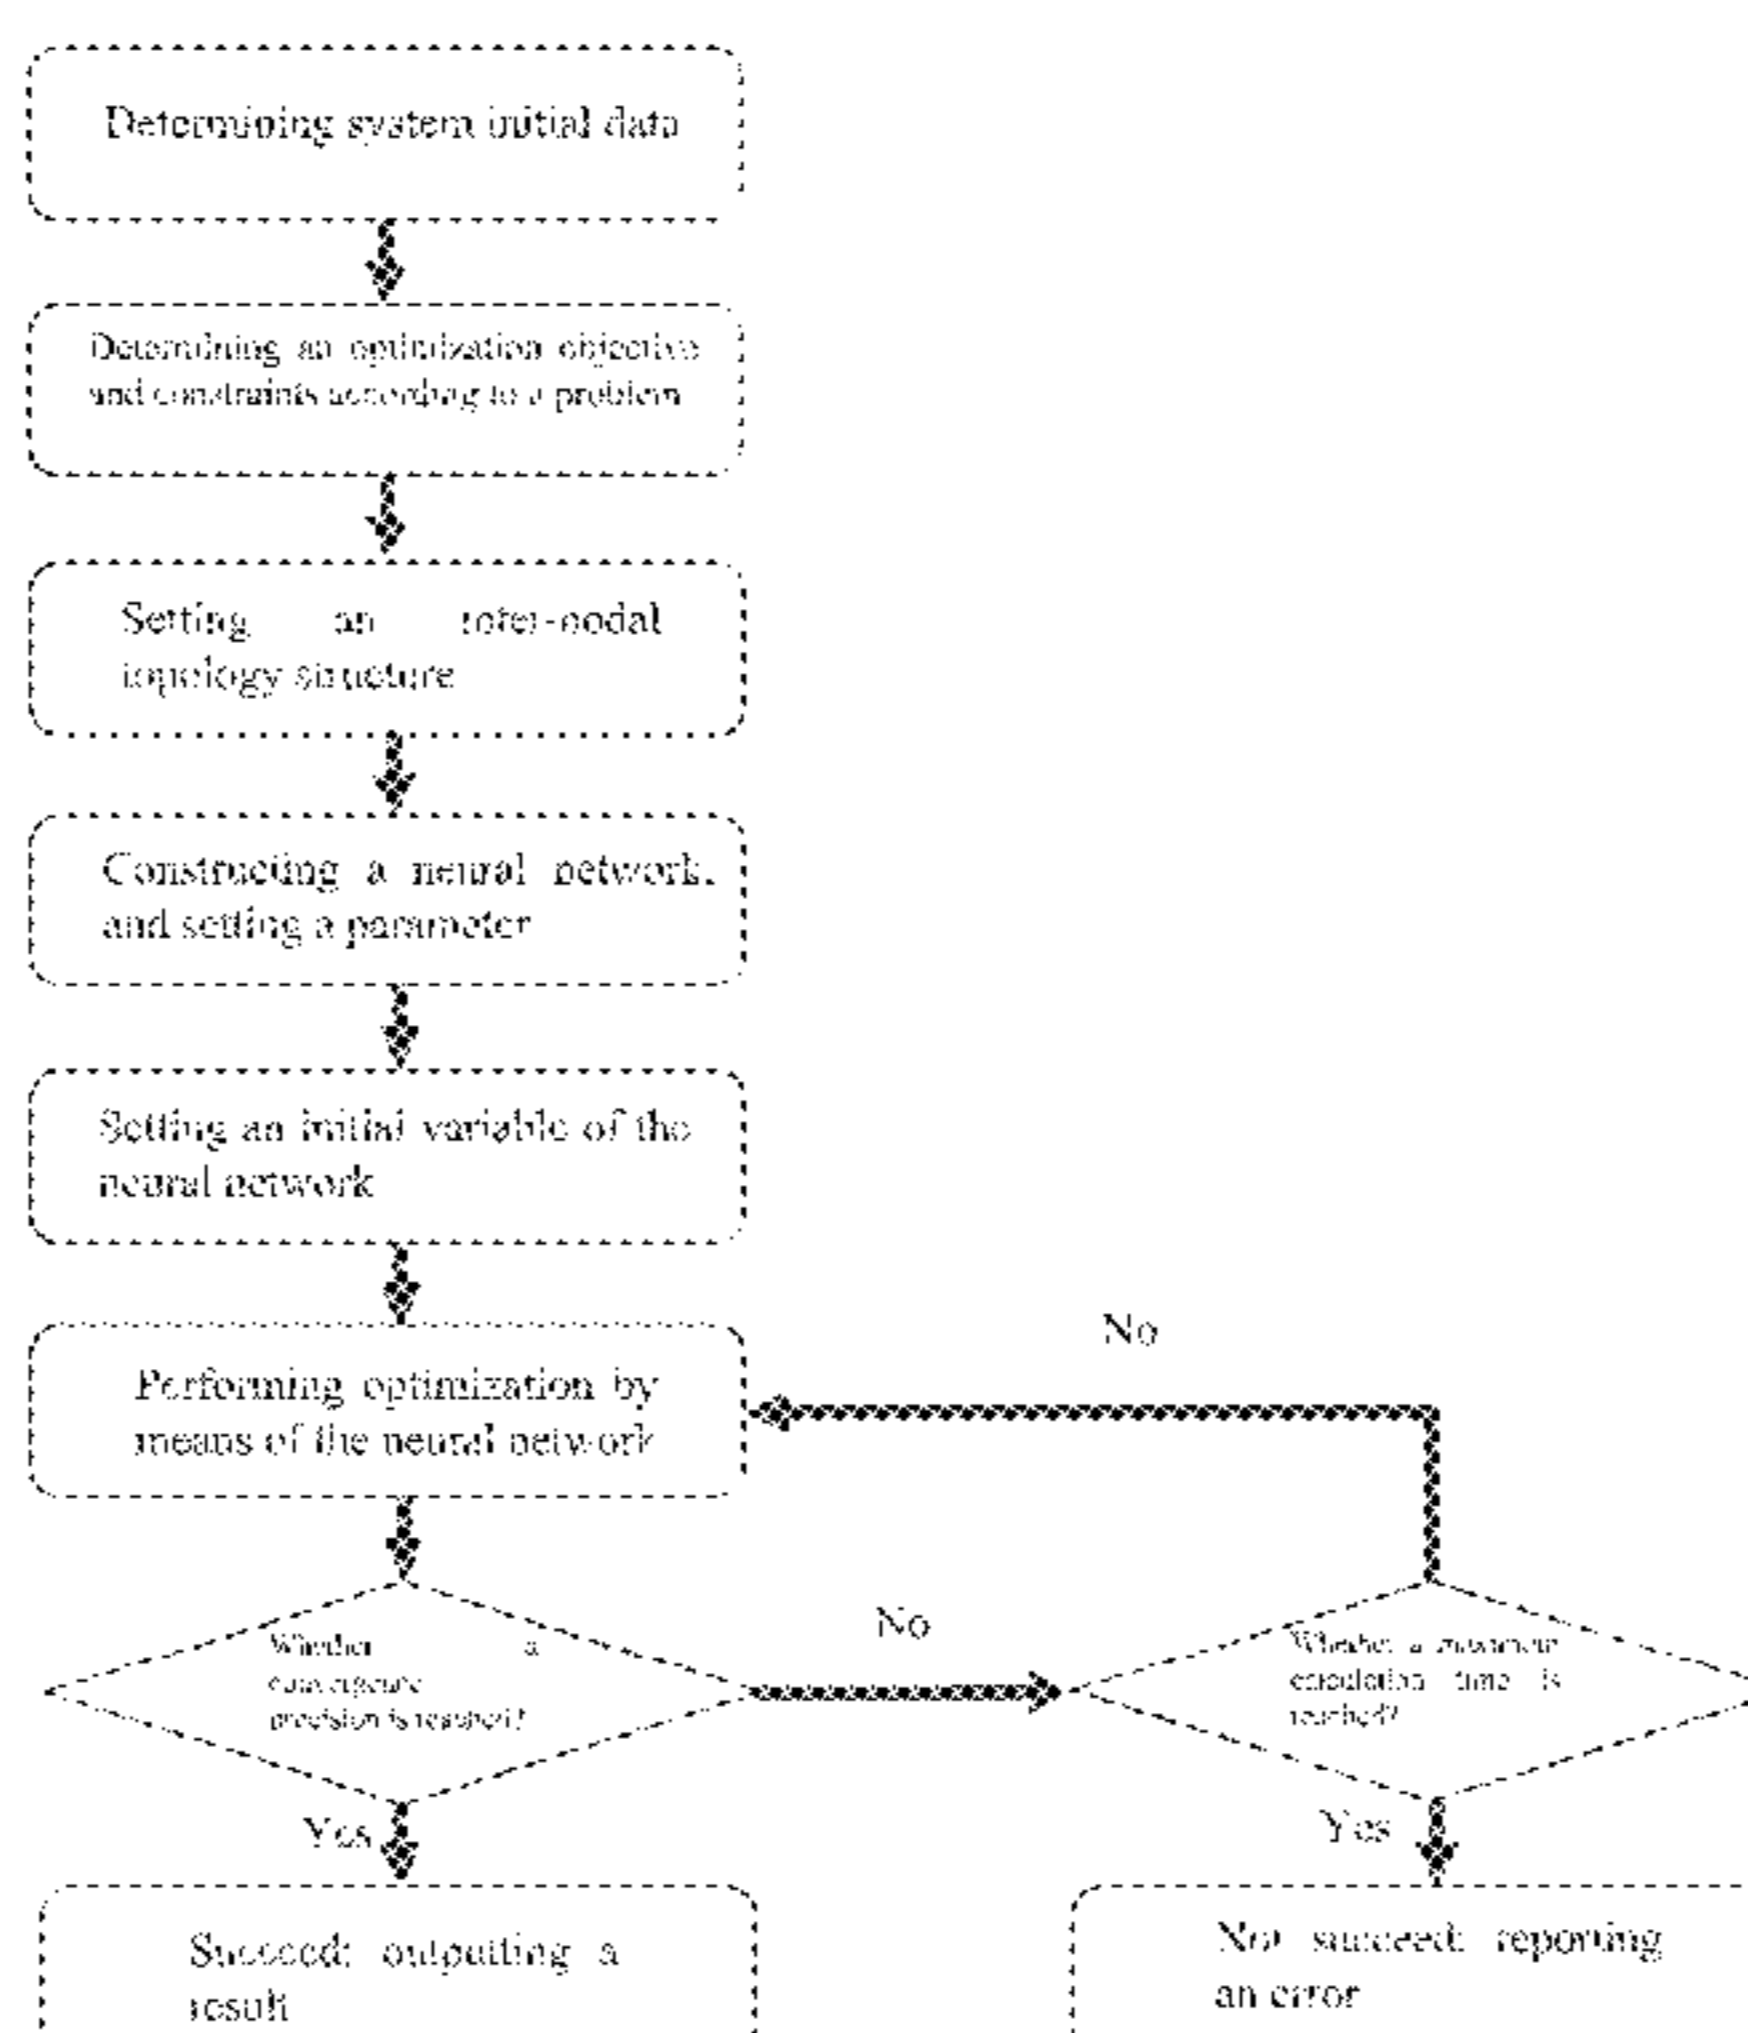 Determining system initial data
Determining an optimization objective
and constraints according to a problem
Setting an inter-nodal
topology structure
Constructing a neural network,
and setting a parameter
Setting an initial variable of the
neural network
No
Performing optimization by
means of the neural network
No
Whether a
convergence
precision is reached?
Whether a maximum
calculation time is
reached?
Yes
Yes
Succeed; outputting a
result
Not succeed; reporting
an error